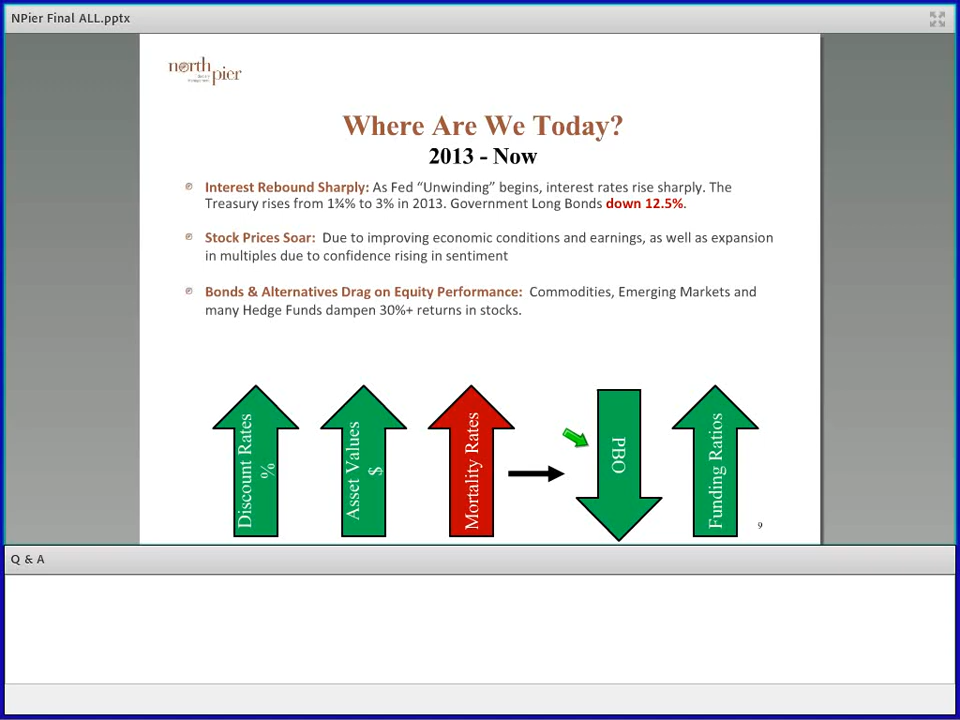 NPier Final ALL.pptx
north
pier
Where Are We Today?
2013 - Now
Interest Rebound Sharply: As Fed “Unwinding” begins, interest rates rise sharply. The
Treasury rises from 1¾% to 3% in 2013. Government Long Bonds down 12.5%.
Stock Prices Soar: Due to improving economic conditions and earnings, as well as expansion
in multiples due to confidence rising in sentiment
Bonds & Alternatives Drag on Equity Performance: Commodities, Emerging Markets and
many Hedge Funds dampen 30%+ returns in stocks.
Discount Rates
%
Asset Values
$
Mortality Rates
PBO
Funding Ratios
9
Q & A